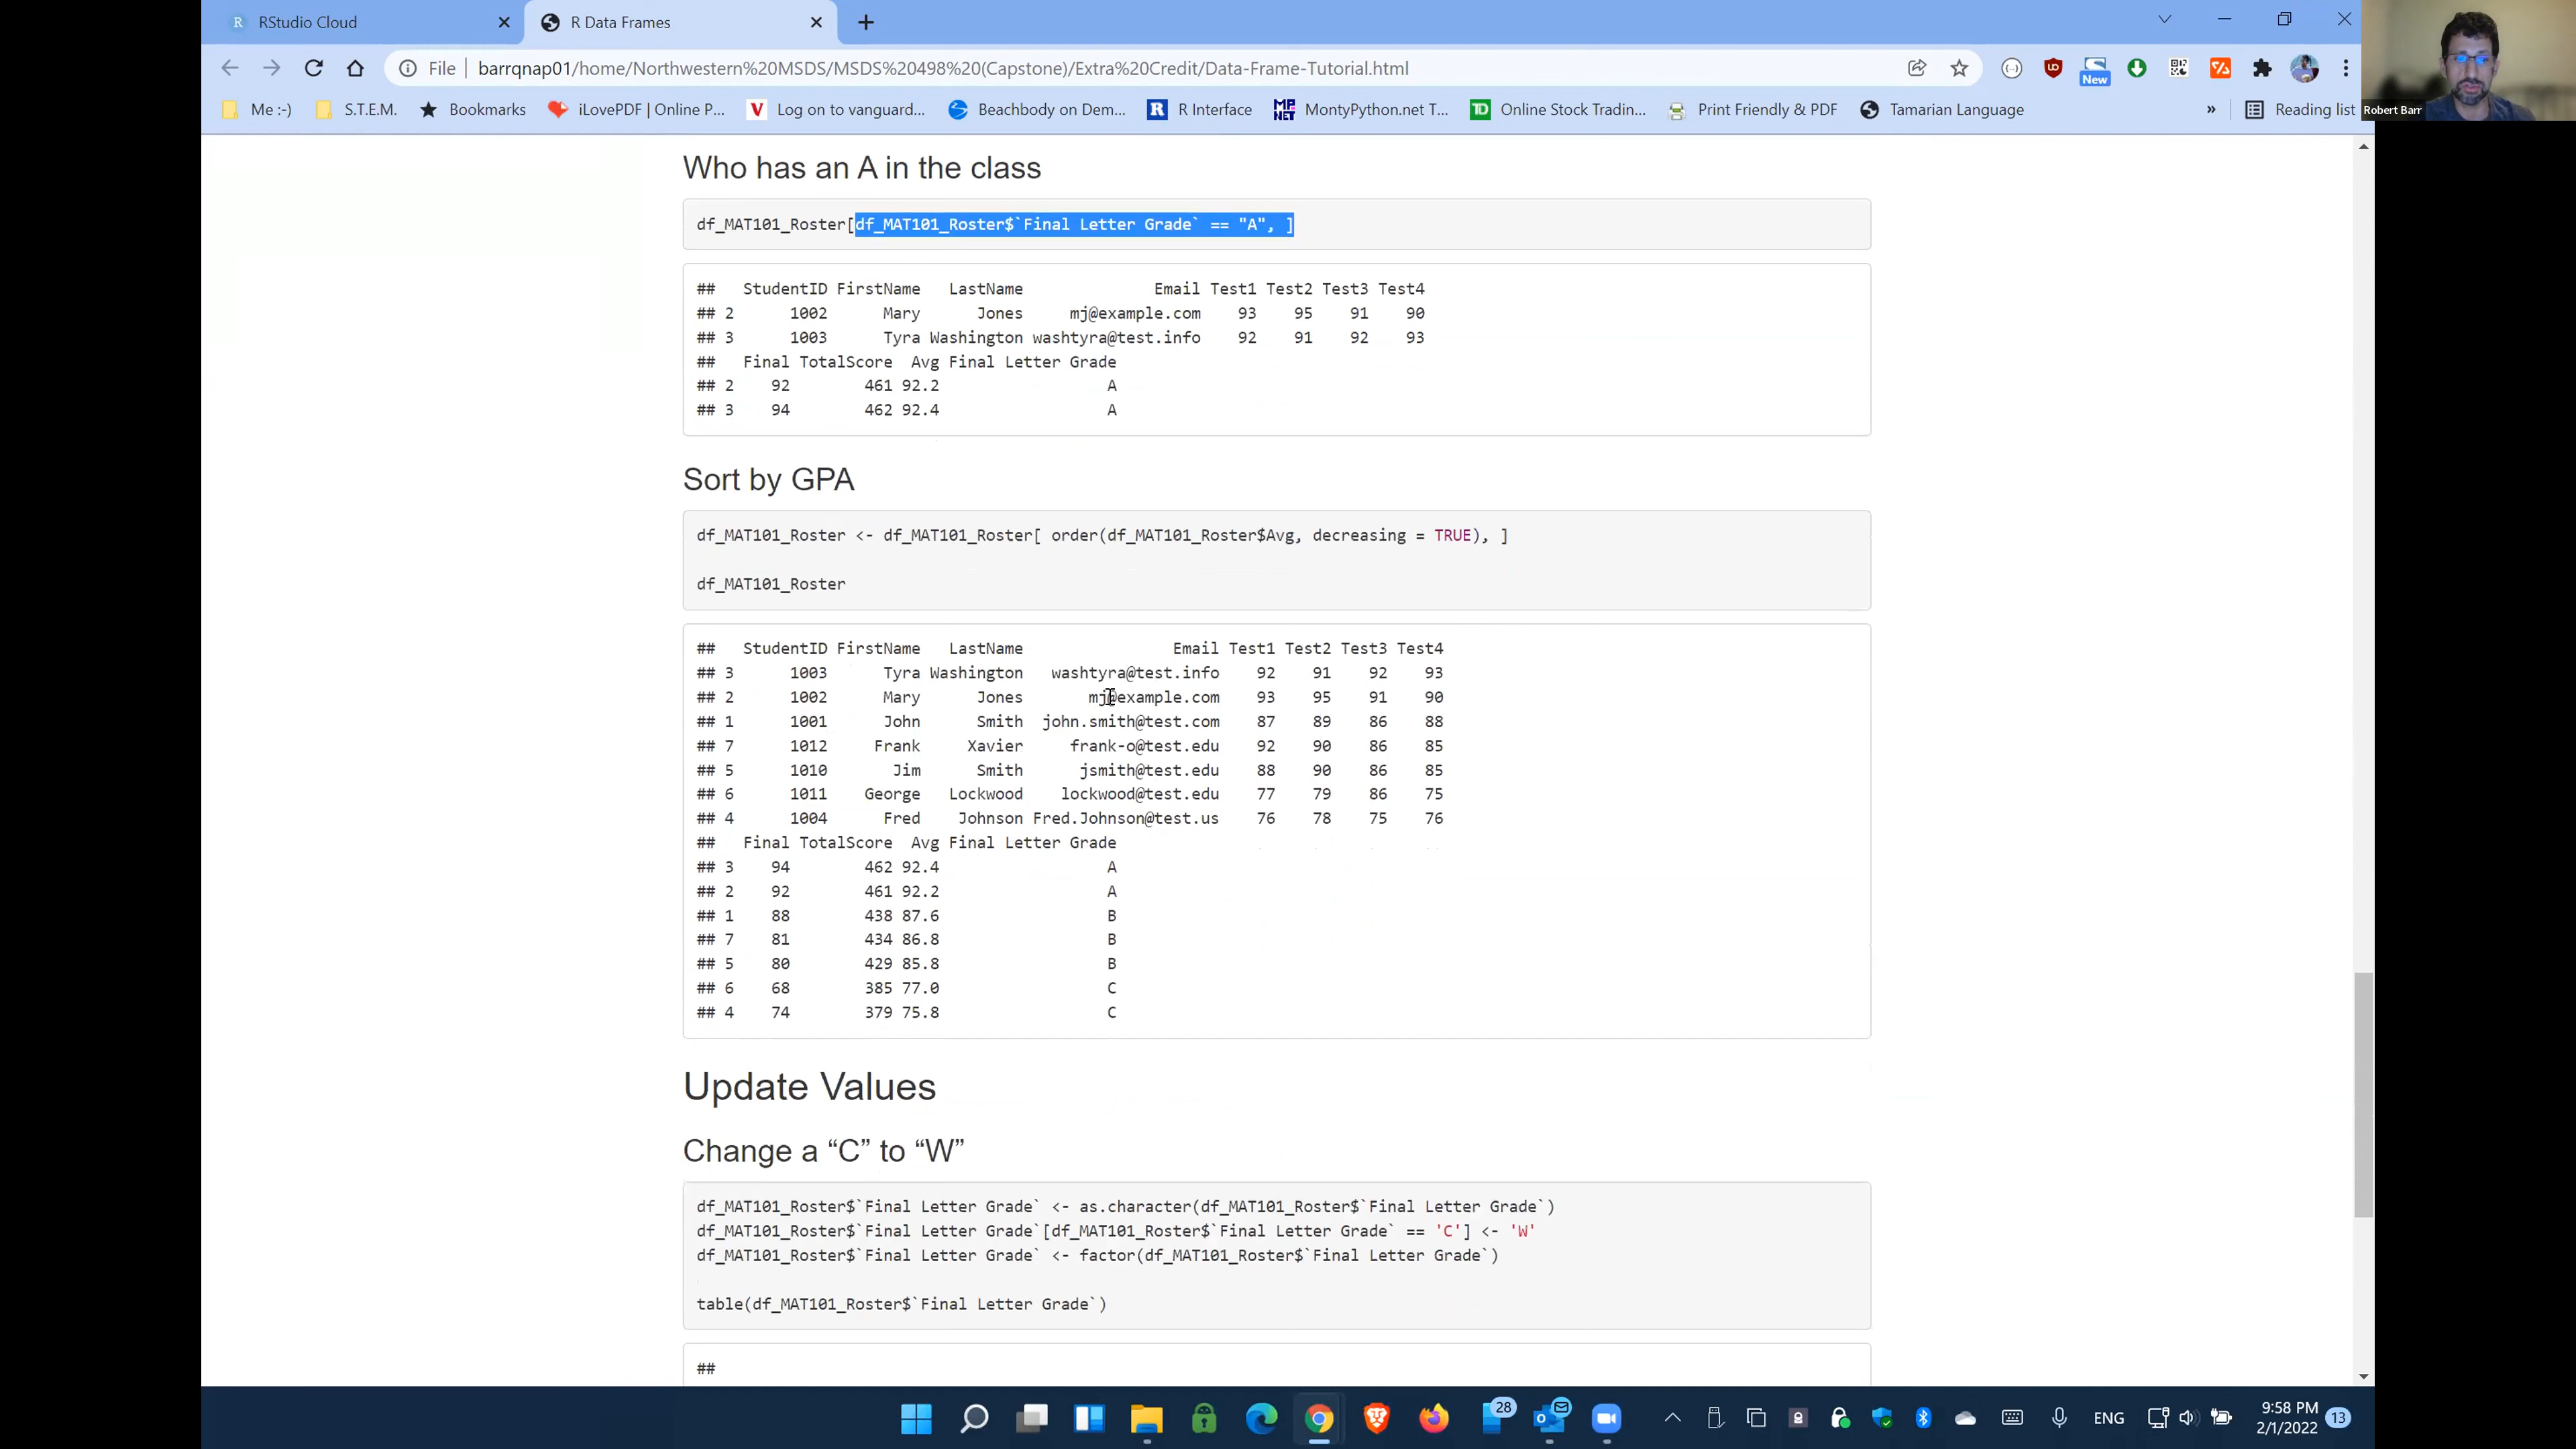 RStudio Cloud
R Data Frames
File | barrqnap01/home/Northwestern%20MSDS/MSDS%20498%20(Capstone)/Extra%20Credit/Data-Frame-Tutorial.html
New
Me :-) S.T.E.M. Bookmarks iLovePDF | Online P... Log on to vanguard... Beachbody on Dem... R Interface MontyPython.net T... Online Stock Tradin... Print Friendly & PDF Tamarian Language » Reading list
Robert Barr
Who has an A in the class
df_MAT101_Roster[df_MAT101_Roster$`Final Letter Grade` == "A", ]
## StudentID FirstName LastName Email Test1 Test2 Test3 Test4
## 2 1002 Mary Jones mj@example.com 93 95 91 90
## 3 1003 Tyra Washington washtyra@test.info 92 91 92 93
## Final TotalScore Avg Final Letter Grade
## 2 92 461 92.2 A
## 3 94 462 92.4 A
Sort by GPA
df_MAT101_Roster <- df_MAT101_Roster[ order(df_MAT101_Roster$Avg, decreasing = TRUE), ]
df_MAT101_Roster
## StudentID FirstName LastName Email Test1 Test2 Test3 Test4
## 3 1003 Tyra Washington washtyra@test.info 92 91 92 93
## 2 1002 Mary Jones mj@example.com 93 95 91 90
## 1 1001 John Smith john.smith@test.com 87 89 86 88
## 7 1012 Frank Xavier frank-o@test.edu 92 90 86 85
## 5 1010 Jim Smith jsmith@test.edu 88 90 86 85
## 6 1011 George Lockwood lockwood@test.edu 77 79 86 75
## 4 1004 Fred Johnson Fred.Johnson@test.us 76 78 75 76
## Final TotalScore Avg Final Letter Grade
## 3 94 462 92.4 A
## 2 92 461 92.2 A
## 1 88 438 87.6 B
## 7 81 434 86.8 B
## 5 80 429 85.8 B
## 6 68 385 77.0 C
## 4 74 379 75.8 C
Update Values
Change a “C” to “W”
df_MAT101_Roster$`Final Letter Grade` <- as.character(df_MAT101_Roster$`Final Letter Grade`)
df_MAT101_Roster$`Final Letter Grade`[df_MAT101_Roster$`Final Letter Grade` == 'C'] <- 'W'
df_MAT101_Roster$`Final Letter Grade` <- factor(df_MAT101_Roster$`Final Letter Grade`)
table(df_MAT101_Roster$`Final Letter Grade`)
##
28
ENG
9:58 PM
2/1/2022
13